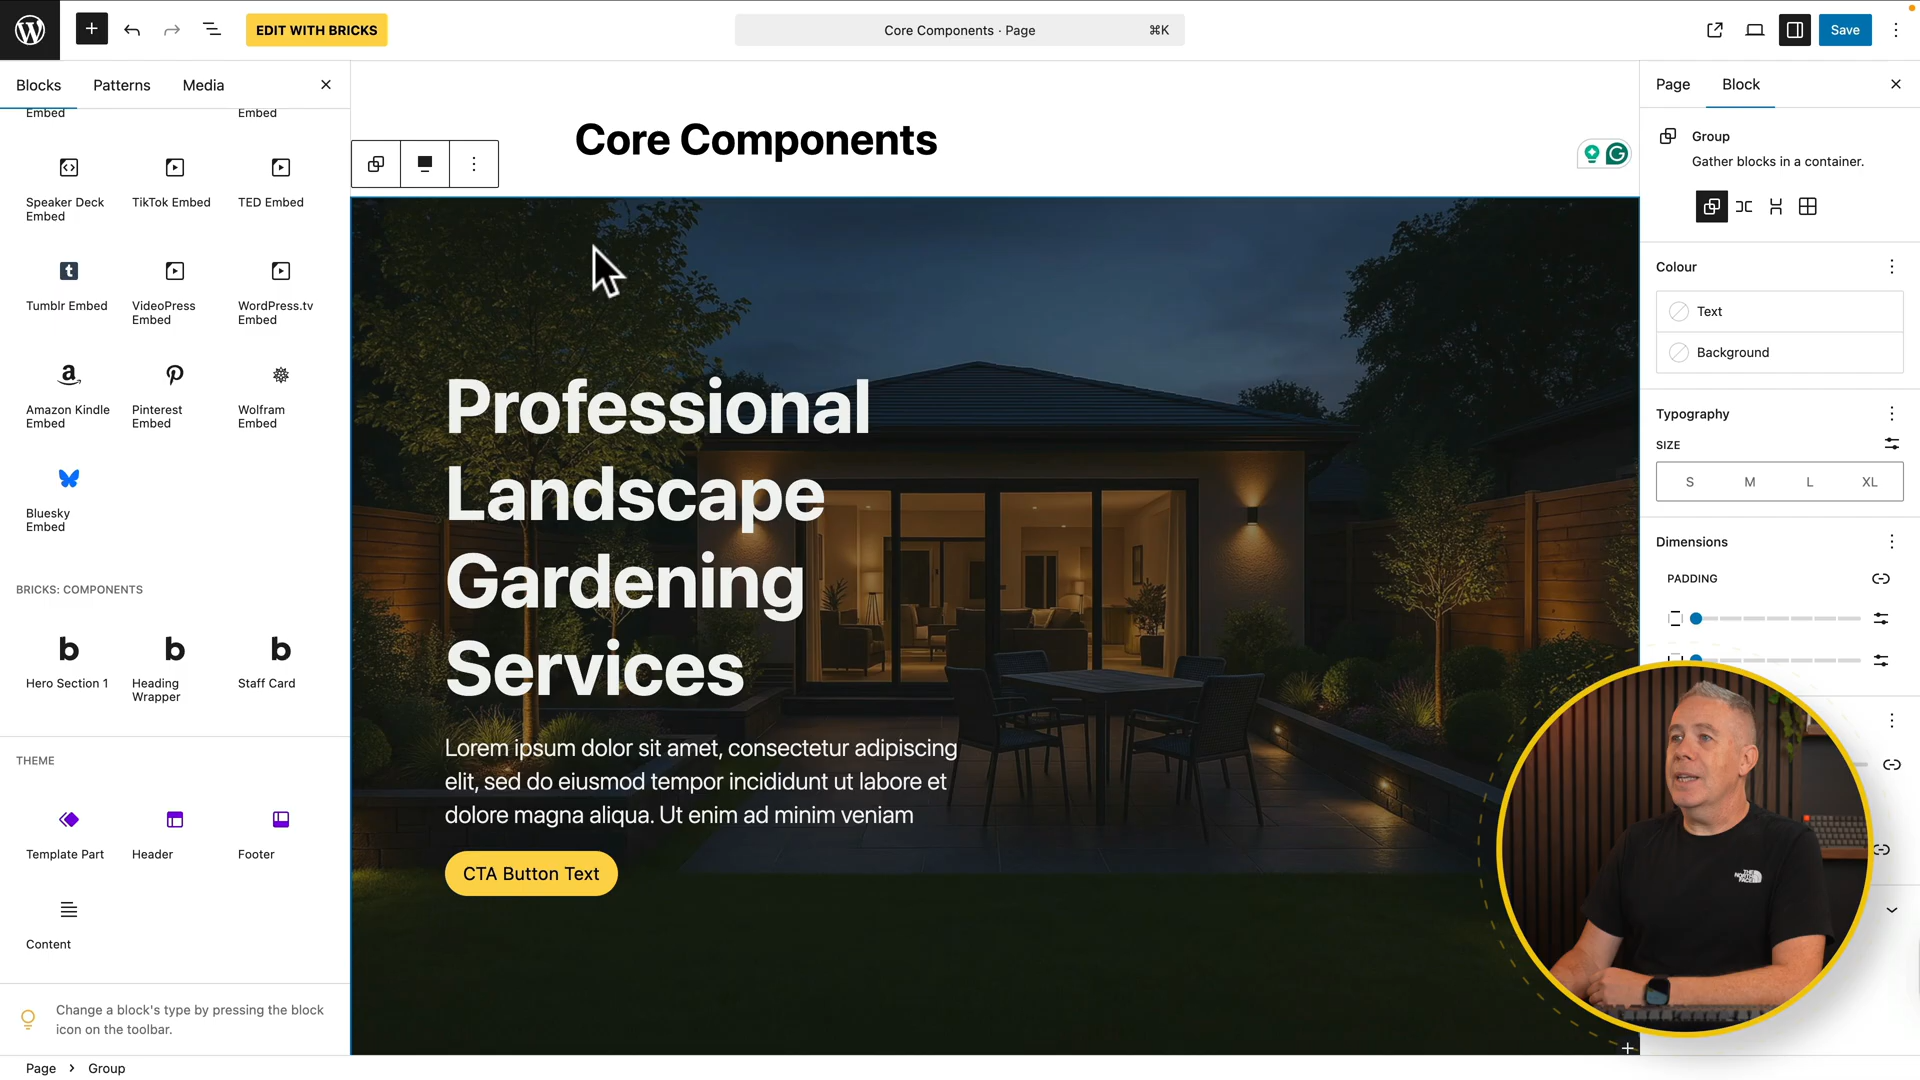 EDIT WITH BRICKS
Core Components · Page
⌘K
Save
Blocks
Patterns
Media
Embed
Embed
Speaker Deck
Embed
TikTok Embed
TED Embed
Tumblr Embed
VideoPress
Embed
WordPress.tv
Embed
Amazon Kindle
Embed
Pinterest
Embed
Wolfram
Embed
Bluesky
Embed
BRICKS: COMPONENTS
Hero Section 1
Heading
Wrapper
Staff Card
THEME
Template Part
Header
Footer
Content
Change a block's type by pressing the block
icon on the toolbar.
Page
Group
Core Components
Professional
Landscape
Gardening
Services
Lorem ipsum dolor sit amet, consectetur adipiscing
elit, sed do eiusmod tempor incididunt ut labore et
dolore magna aliqua. Ut enim ad minim veniam
CTA Button Text
Page
Block
Group
Gather blocks in a container.
Colour
Text
Background
Typography
SIZE
S
M
L
XL
Dimensions
PADDING
THE
NORTH
FACE